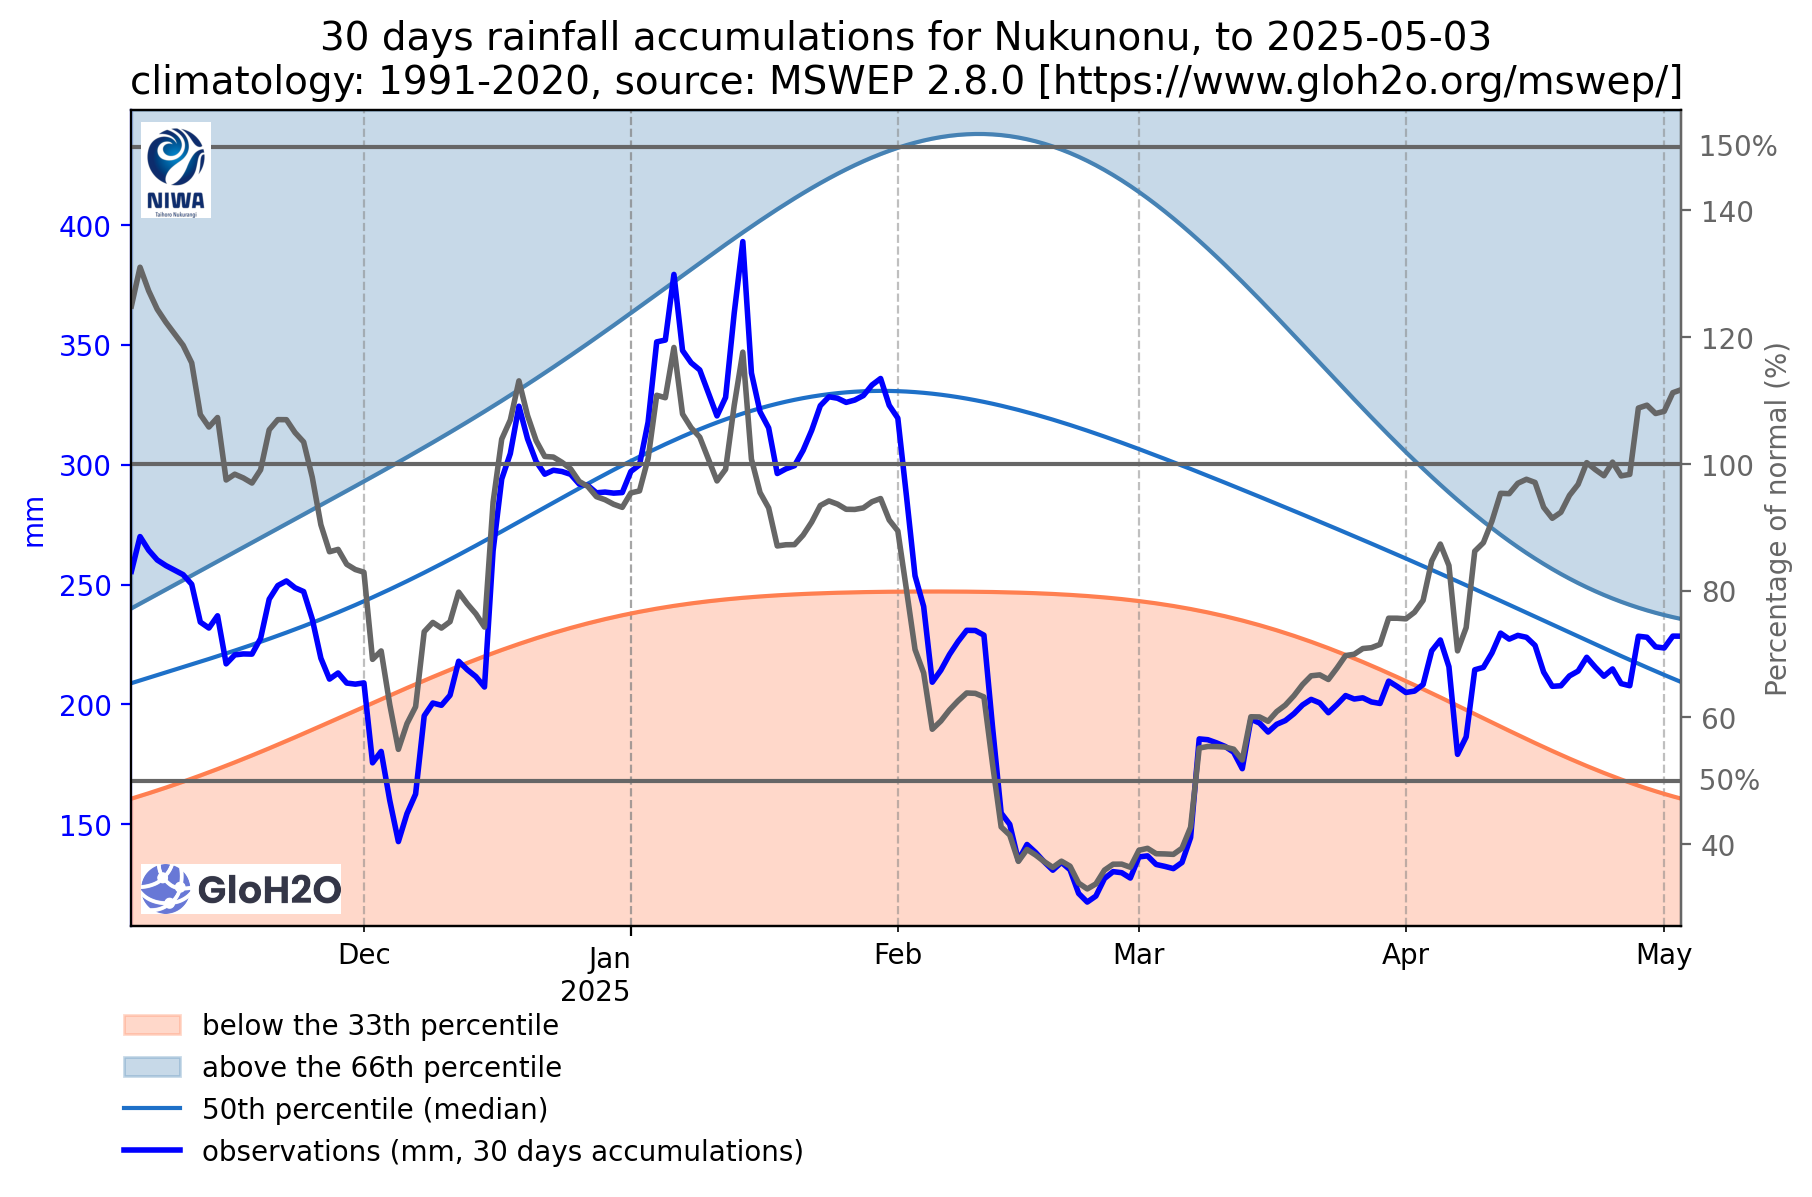 30 days rainfall accumulations for Nukunonu, to 2025-05-03
climatology: 1991-2020, source: MSWEP 2.8.0 [https://www.gloh2o.org/mswep/]
NIWA
Taihoro Nukurangi
400
350
300
250
200
150
mm
150%
140
120
100
80
60
50%
40
Percentage of normal (%)
GloH2O
Dec
Jan
2025
Feb
Mar
Apr
May
below the 33th percentile
above the 66th percentile
50th percentile (median)
observations (mm, 30 days accumulations)